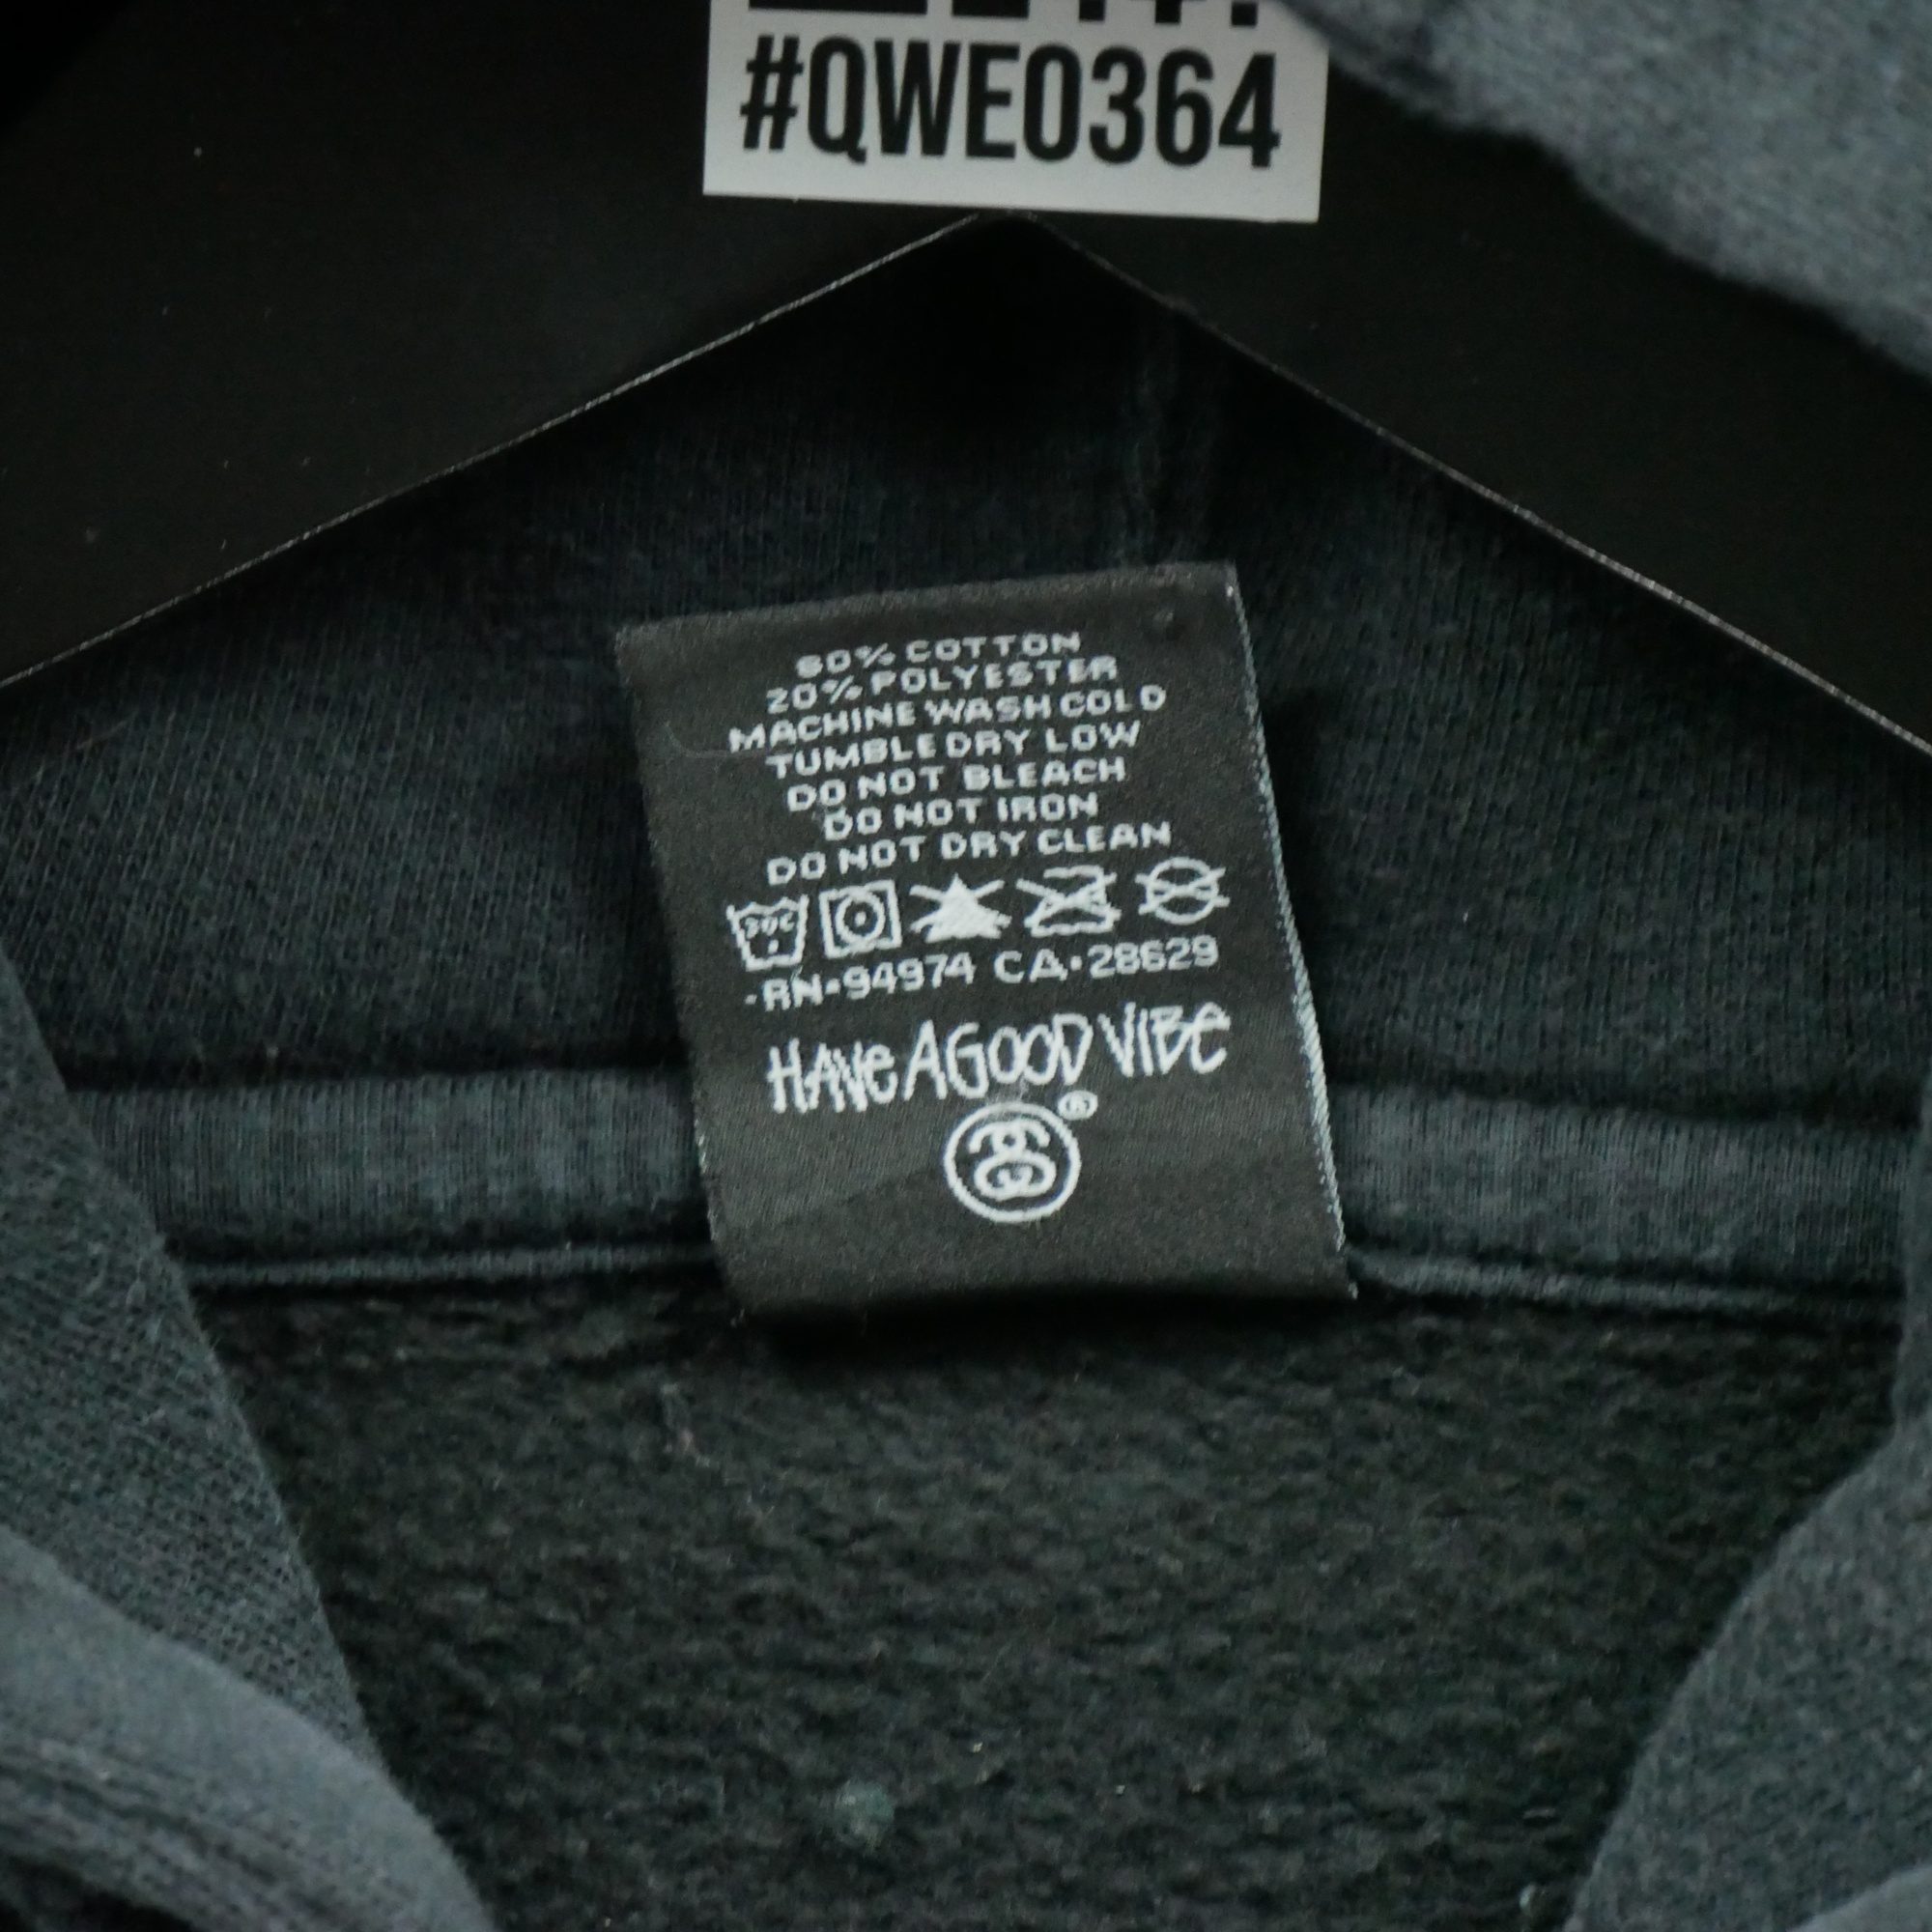 #QWE0364
80% COTTON
20% POLYESTER
MACHINE WASH COLD
TUMBLE DRY LOW
DO NOT BLEACH
DO NOT IRON
DO NOT DRY CLEAN
30C
-RN-94974 CA-28629
HAVE A GOOD VIBE
®